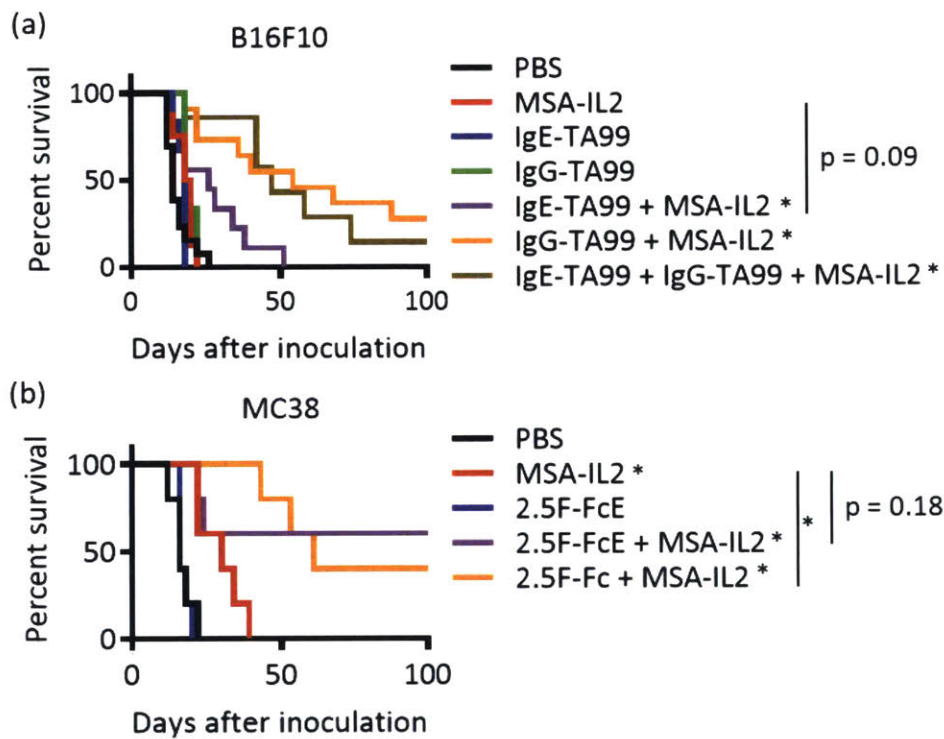 (a)
B16F10
Percent survival
100
50
0
0
50
100
Days after inoculation
PBS
MSA-IL2
IgE-TA99
IgG-TA99
IgE-TA99 + MSA-IL2 *
IgG-TA99 + MSA-IL2 *
IgE-TA99 + IgG-TA99 + MSA-IL2 *
p = 0.09
(b)
MC38
Percent survival
100
50
0
0
50
100
Days after inoculation
PBS
MSA-IL2 *
2.5F-FcE
2.5F-FcE + MSA-IL2 *
2.5F-Fc + MSA-IL2 *
*
p = 0.18